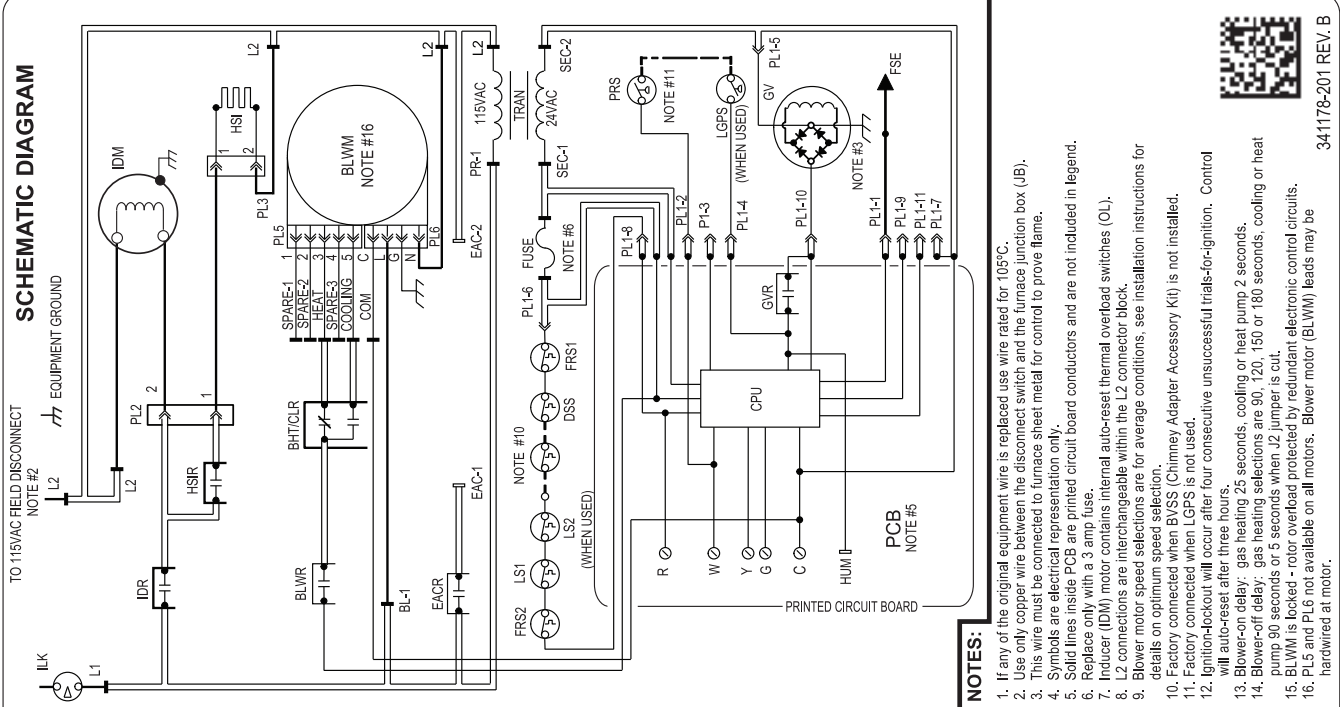 SCHEMATIC DIAGRAM
TO 115VAC FIELD DISCONNECT
NOTE #2
EQUIPMENT GROUND
ILK
L1
L2
L2
L2
IDR
HSIR
PL2
2
1
IDM
HSI
1
2
PL3
BLWR
BHT/CLR
SPARE-1
SPARE-2
HEAT
SPARE-3
COOLING
COM
PL5
1
2
3
4
5
C
L
G
N
PL6
BLWM
NOTE #16
L2
BL-1
EACR
EAC-1
EAC-2
PR-1
115VAC
L2
TRAN
SEC-1
24VAC
SEC-2
FRS2
LS1
LS2
(WHEN USED)
NOTE #10
DSS
FRS1
PL1-6
FUSE
NOTE #6
PL1-8
PL1-2
P1-3
PL1-4
PL1-10
PL1-1
PL1-9
PL1-11
PL1-7
PRS
NOTE #11
LGPS
(WHEN USED)
PL1-5
GV
NOTE #3
FSE
GVR
CPU
R
W
Y
G
C
HUM
PCB
NOTE #5
PRINTED CIRCUIT BOARD
NOTES:
1. If any of the original equipment wire is replaced use wire rated for 105°C.
2. Use only copper wire between the disconnect switch and the furnace junction box (JB).
3. This wire must be connected to furnace sheet metal for control to prove flame.
4. Symbols are electrical representation only.
5. Solid lines inside PCB are printed circuit board conductors and are not included in legend.
6. Replace only with a 3 amp fuse.
7. Inducer (IDM) motor contains internal auto-reset thermal overload switches (OL).
8. L2 connections are interchangeable within the L2 connector block.
9. Blower motor speed selections are for average conditions, see installation instructions for
details on optimum speed selection.
10. Factory connected when BVSS (Chimney Adapter Accessory Kit) is not installed.
11. Factory connected when LGPS is not used.
12. Ignition-lockout will occur after four consecutive unsuccessful trials-for-ignition. Control
will auto-reset after three hours.
13. Blower-on delay: gas heating 25 seconds, cooling or heat pump 2 seconds.
14. Blower-off delay: gas heating selections are 90, 120, 150 or 180 seconds, cooling or heat
pump 90 seconds or 5 seconds when J2 jumper is cut.
15. BLWM is locked - rotor overload protected by redundant electronic control circuits.
16. PL5 and PL6 not available on all motors. Blower motor (BLWM) leads may be
hardwired at motor.
341178-201 REV. B